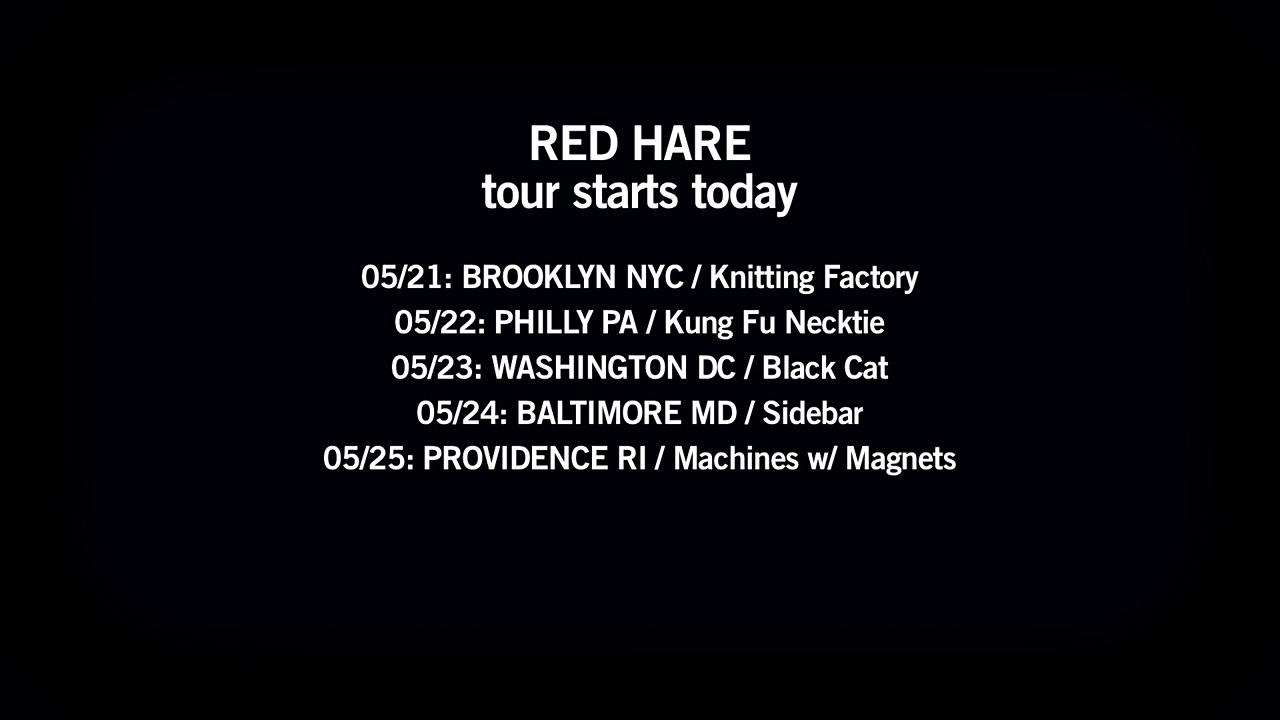 RED HARE
tour starts today
05/21: BROOKLYN NYC / Knitting Factory
05/22: PHILLY PA / Kung Fu Necktie
05/23: WASHINGTON DC / Black Cat
05/24: BALTIMORE MD / Sidebar
05/25: PROVIDENCE RI / Machines w/ Magnets